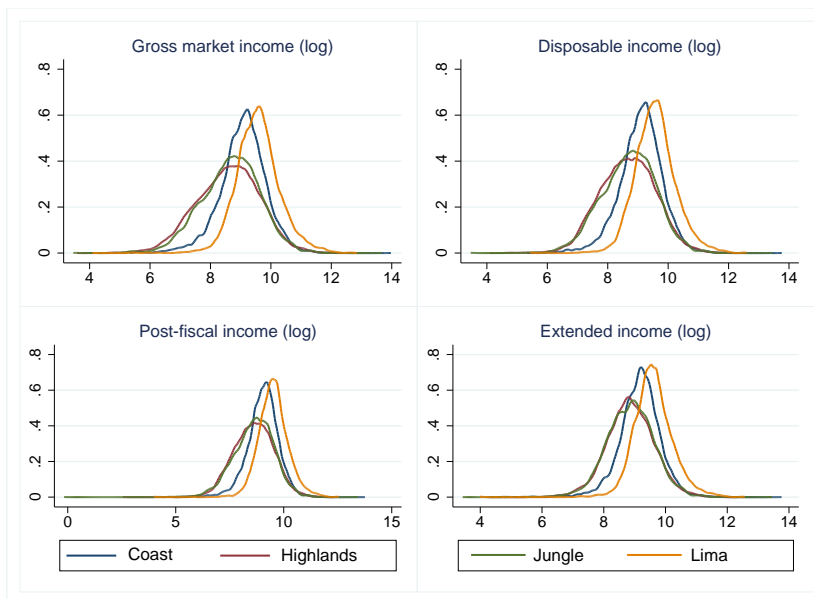 Gross market income (log)
.8
.6
.4
.2
0
4 6 8 10 12 14
Disposable income (log)
.8
.6
.4
.2
0
4 6 8 10 12 14
Post-fiscal income (log)
.8
.6
.4
.2
0
0 5 10 15
Extended income (log)
.8
.6
.4
.2
0
4 6 8 10 12 14
Coast Highlands
Jungle Lima